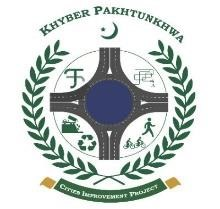 KHYBER PAKHTUNKHWA
CITIES IMPROVEMENT PROJECT